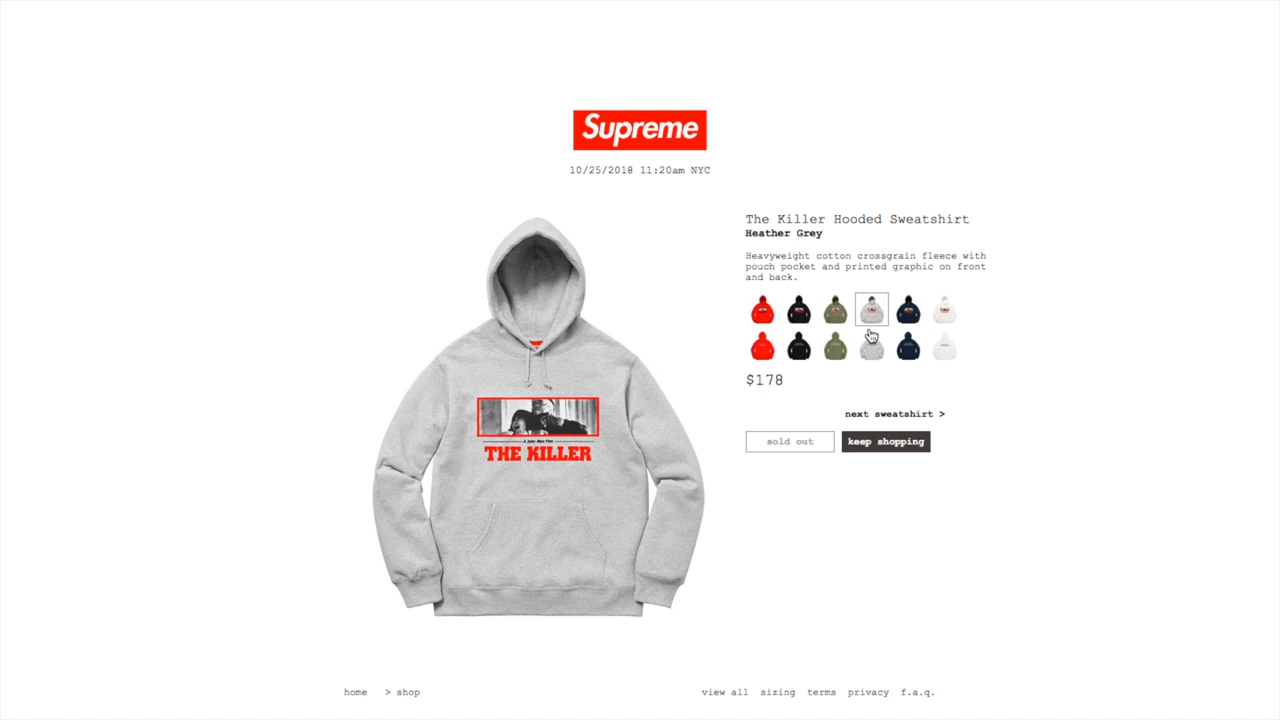 Supreme
10/25/2018 11:20am NYC
The Killer Hooded Sweatshirt
Heather Grey
Heavyweight cotton crossgrain fleece with
pouch pocket and printed graphic on front
and back.
A John Woo Film
THE KILLER
$178
next sweatshirt >
sold out
keep shopping
home > shop
view all sizing terms privacy f.a.q.